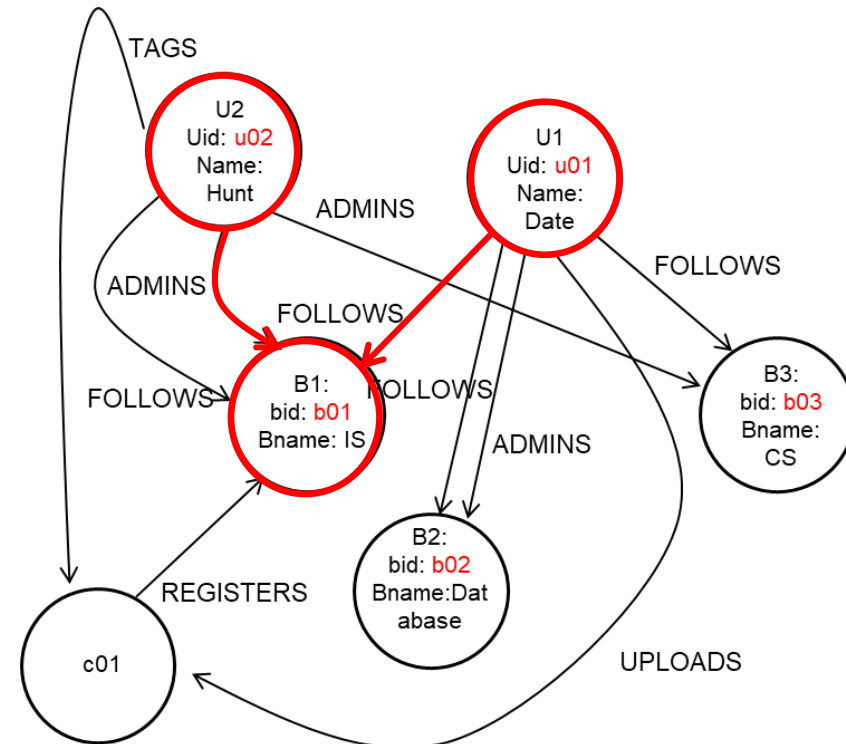 TAGS
U2
Uid: u02
Name:
Hunt
U1
Uid: u01
Name:
Date
ADMINS
FOLLOWS
ADMINS
FOLLOWS
B1:
bid: b01
Bname: IS
FOLLOWS
FOLLOWS
B3:
bid: b03
Bname:
CS
ADMINS
B2:
bid: b02
Bname:Dat
abase
REGISTERS
c01
UPLOADS